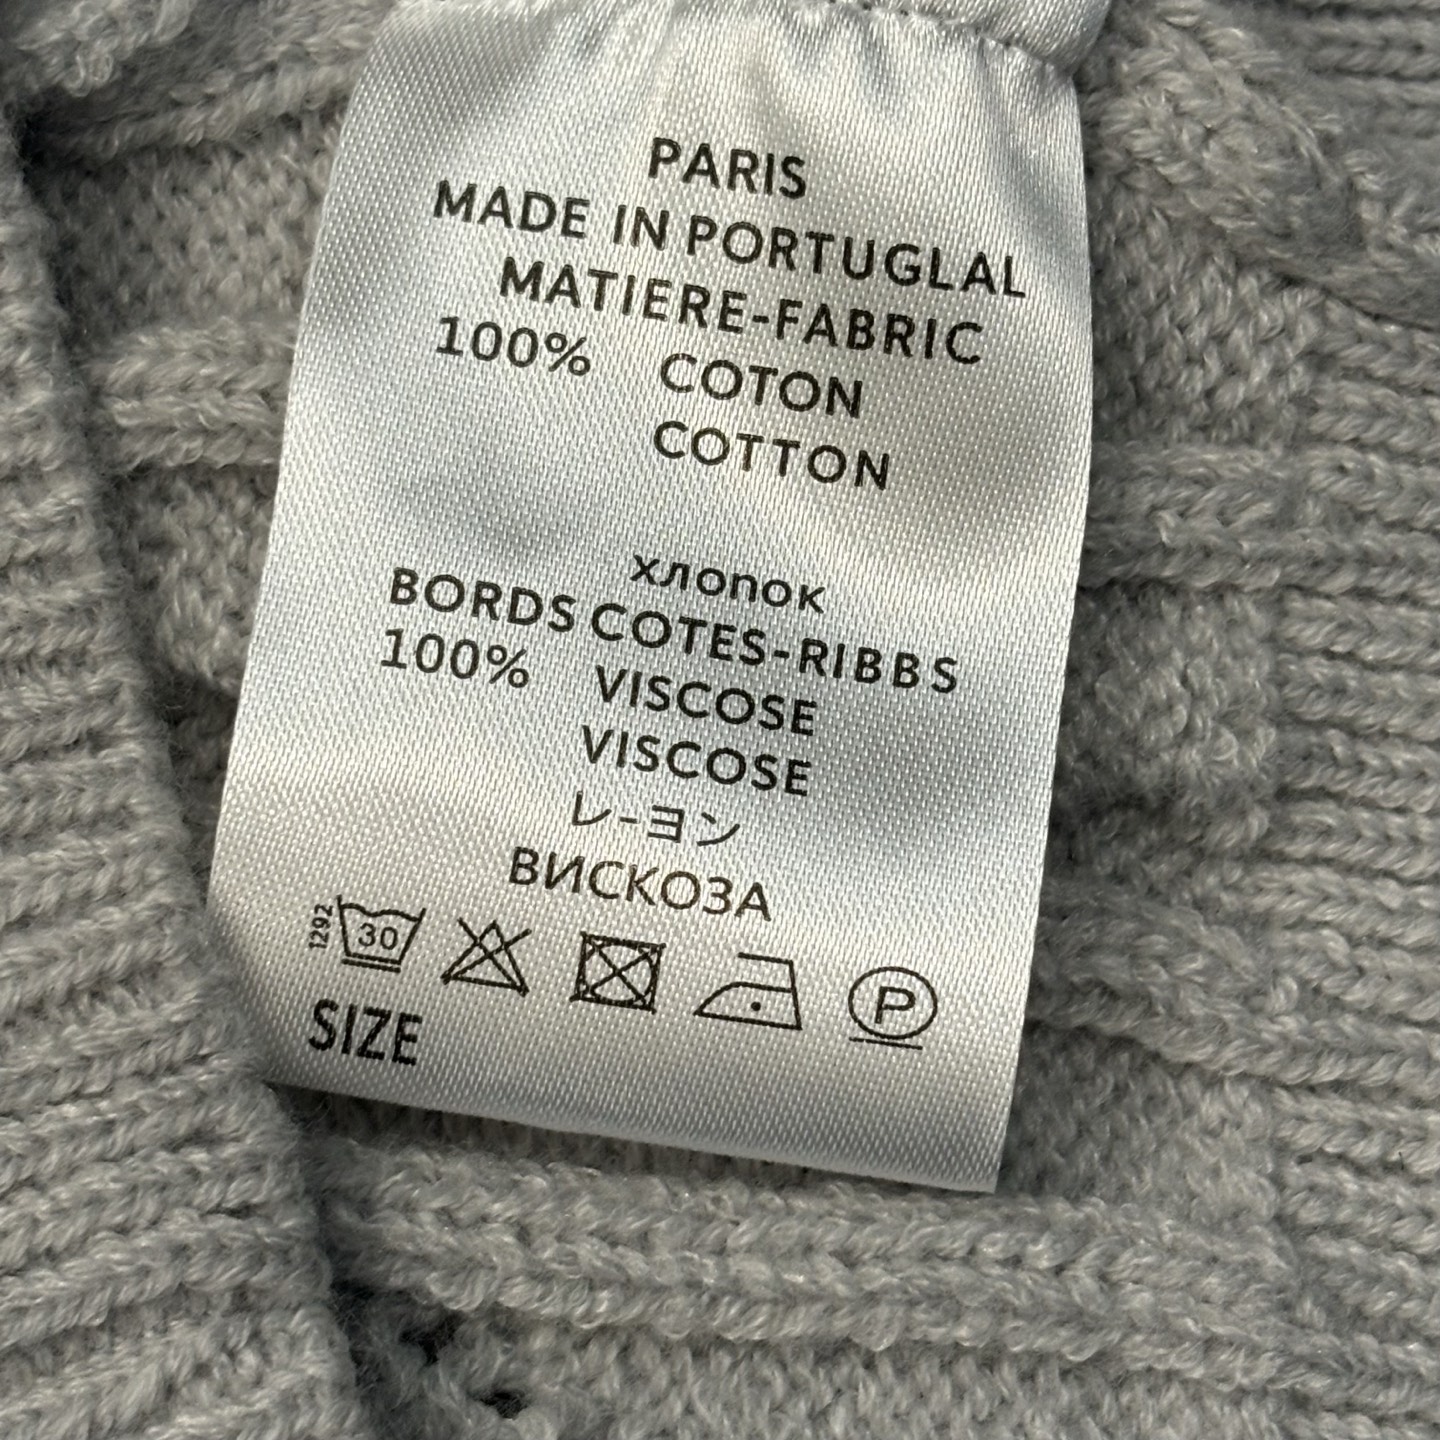 PARIS
MADE IN PORTUGLAL
MATIERE-FABRIC
100% COTON
COTTON
хлопок
BORDS COTES-RIBBS
100% VISCOSE
VISCOSE
レ-ヨン
ВИСКОЗА
1292 30 P
SIZE